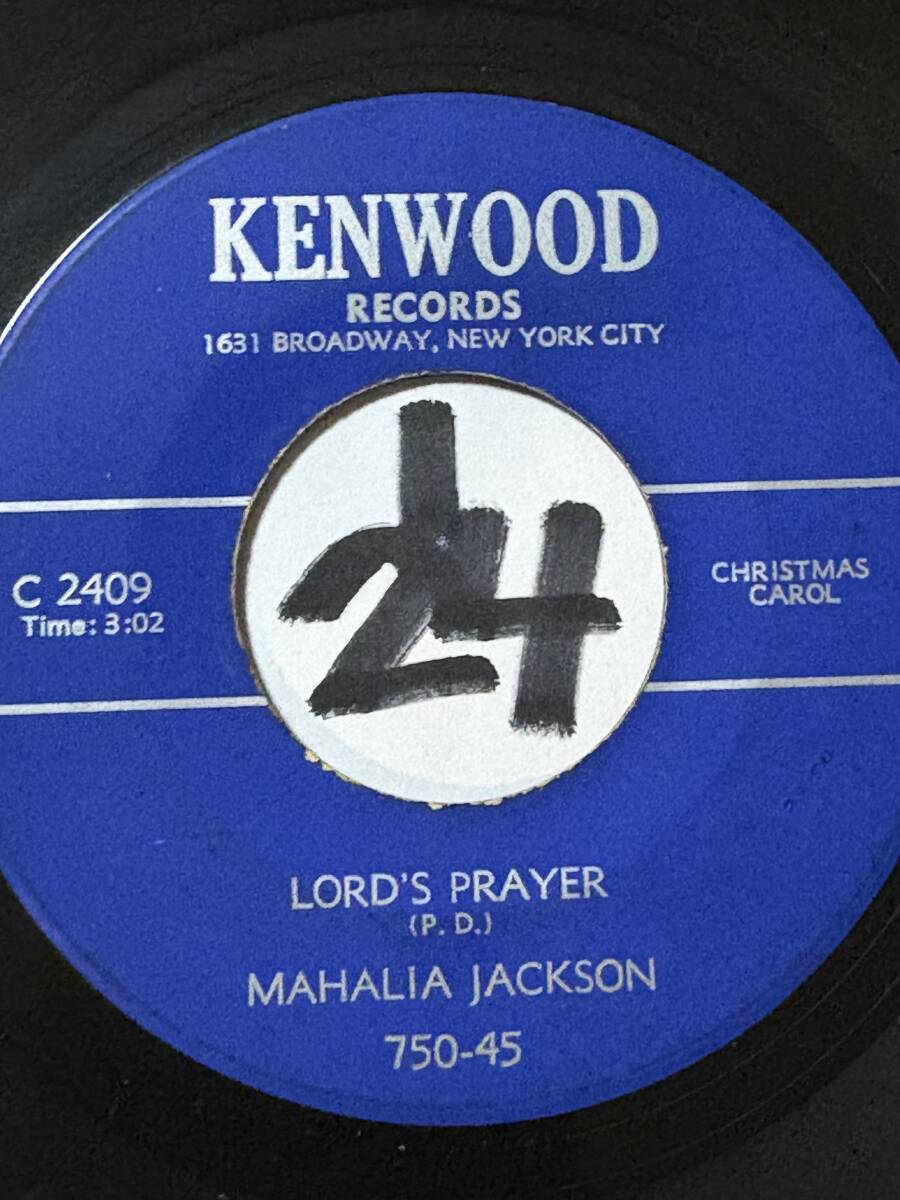 KENWOOD
RECORDS
1631 BROADWAY, NEW YORK CITY
24
C 2409
Time: 3:02
CHRISTMAS
CAROL
LORD'S PRAYER
(P. D.)
MAHALIA JACKSON
750-45